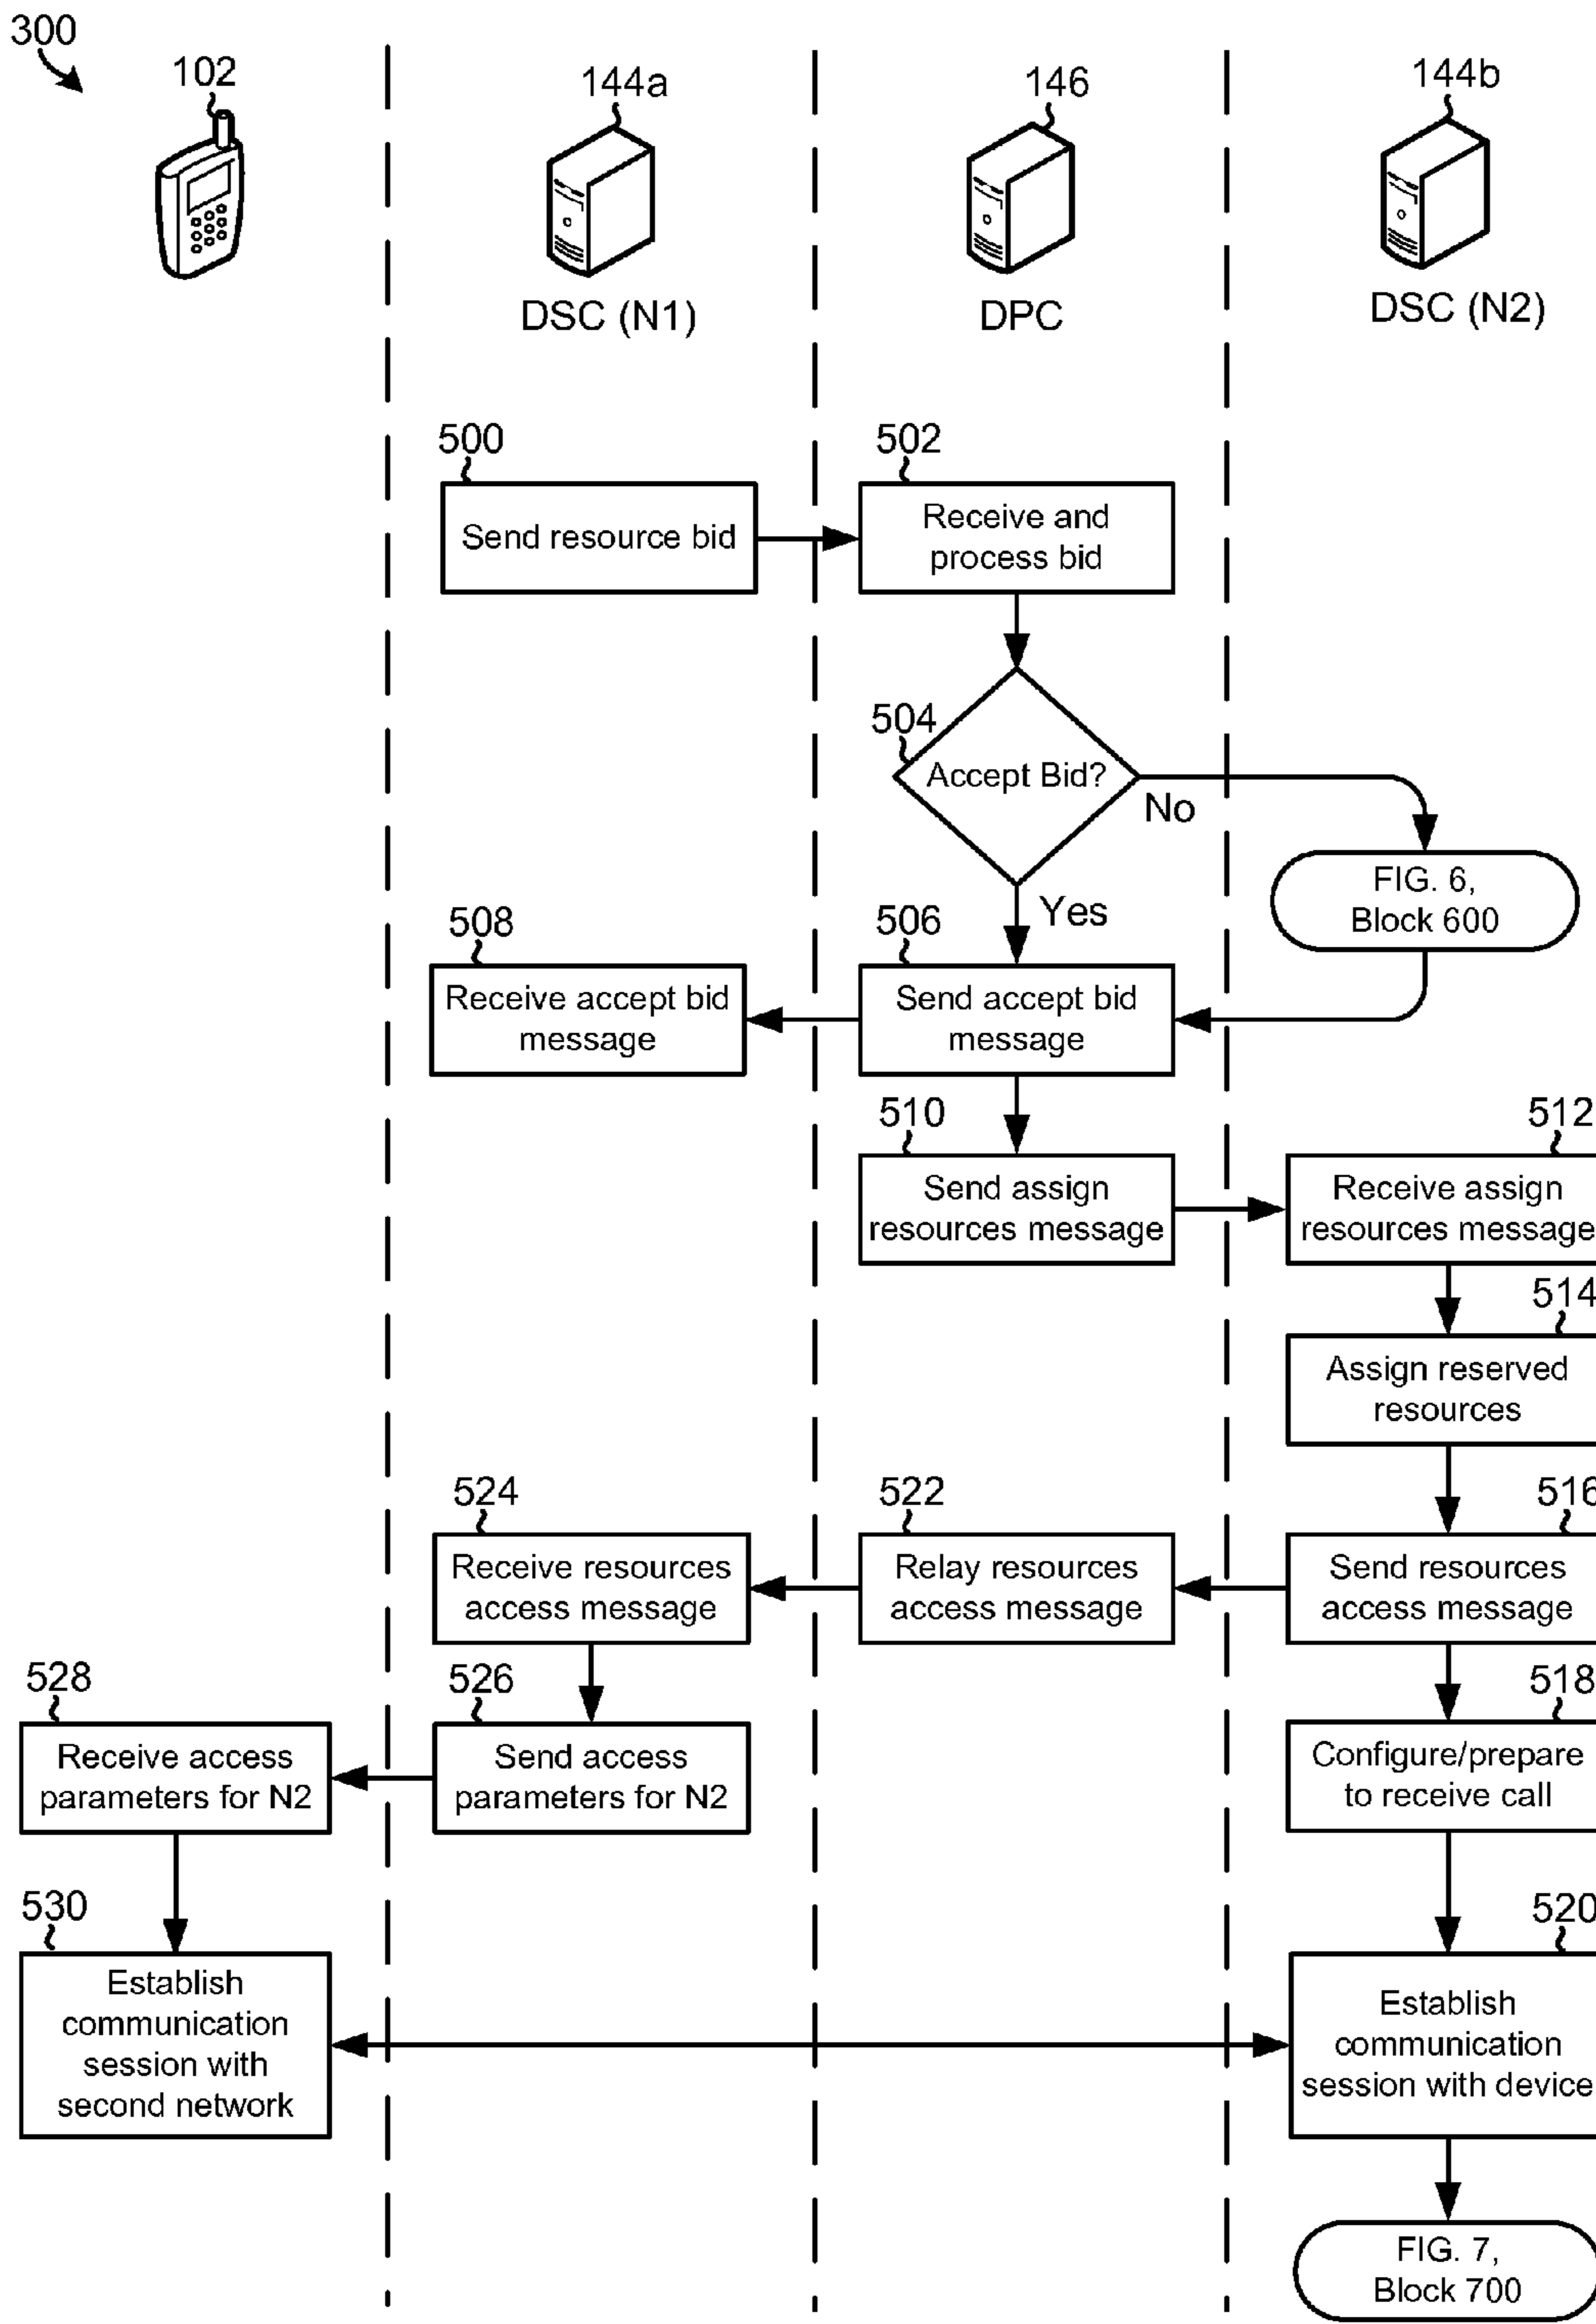 300
102
144a
146
144b
DSC (N1)
DPC
DSC (N2)
500
502
Send resource bid
Receive and
process bid
504
Accept Bid?
No
FIG. 6,
Block 600
Yes
508
506
Receive accept bid
message
Send accept bid
message
510
512
Send assign
resources message
Receive assign
resources message
514
Assign reserved
resources
524
522
516
Receive resources
access message
Relay resources
access message
Send resources
access message
528
526
518
Receive access
parameters for N2
Send access
parameters for N2
Configure/prepare
to receive call
530
520
Establish
communication
session with
second network
Establish
communication
session with device
FIG. 7,
Block 700